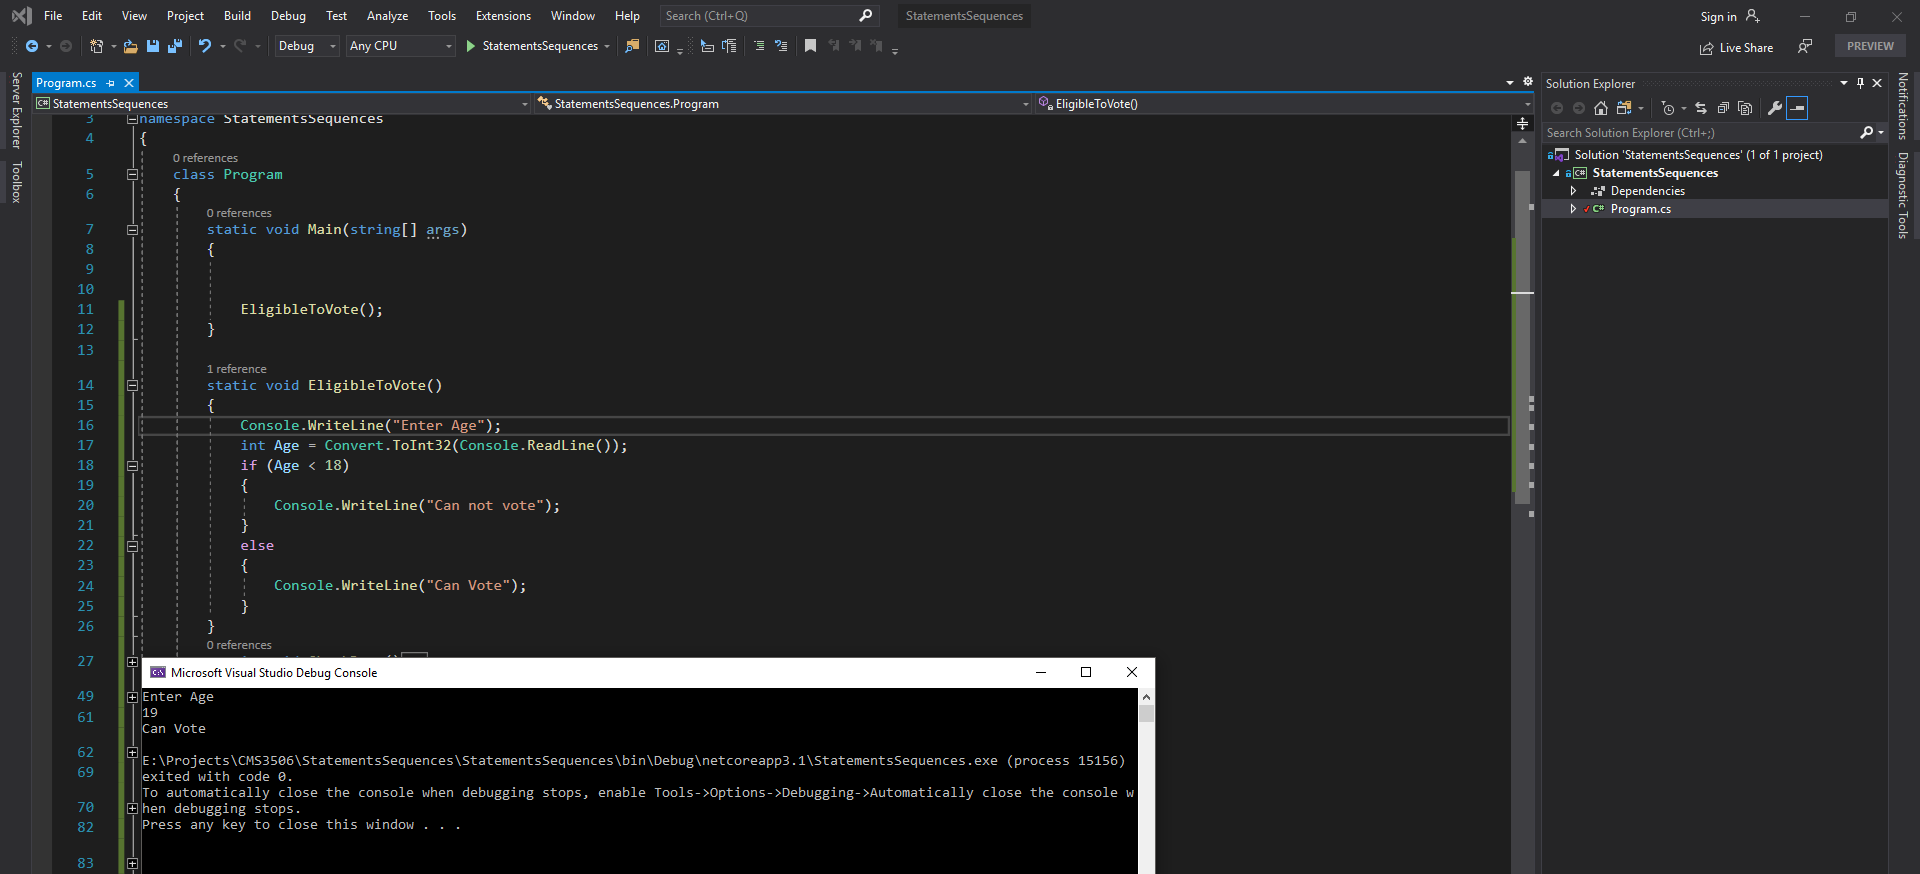 File Edit View Project Build Debug Test Analyze Tools Extensions Window Help Search (Ctrl+Q) StatementsSequences Sign in
Debug Any CPU StatementsSequences Live Share PREVIEW
Server Explorer
Toolbox
Program.cs
StatementsSequences StatementsSequences.Program EligibleToVote()
3 namespace StatementsSequences
4 {
0 references
5 class Program
6 {
0 references
7 static void Main(string[] args)
8 {
9
10
11 EligibleToVote();
12 }
13
1 reference
14 static void EligibleToVote()
15 {
16 Console.WriteLine("Enter Age");
17 int Age = Convert.ToInt32(Console.ReadLine());
18 if (Age < 18)
19 {
20 Console.WriteLine("Can not vote");
21 }
22 else
23 {
24 Console.WriteLine("Can Vote");
25 }
26 }
0 references
27
49
61
62
69
70
82
83
Microsoft Visual Studio Debug Console
Enter Age
19
Can Vote
E:\Projects\CMS3506\StatementsSequences\StatementsSequences\bin\Debug\netcoreapp3.1\StatementsSequences.exe (process 15156)
exited with code 0.
To automatically close the console when debugging stops, enable Tools->Options->Debugging->Automatically close the console w
hen debugging stops.
Press any key to close this window . . .
Solution Explorer
Search Solution Explorer (Ctrl+;)
Solution 'StatementsSequences' (1 of 1 project)
C# StatementsSequences
Dependencies
C# Program.cs
Notifications
Diagnostic Tools